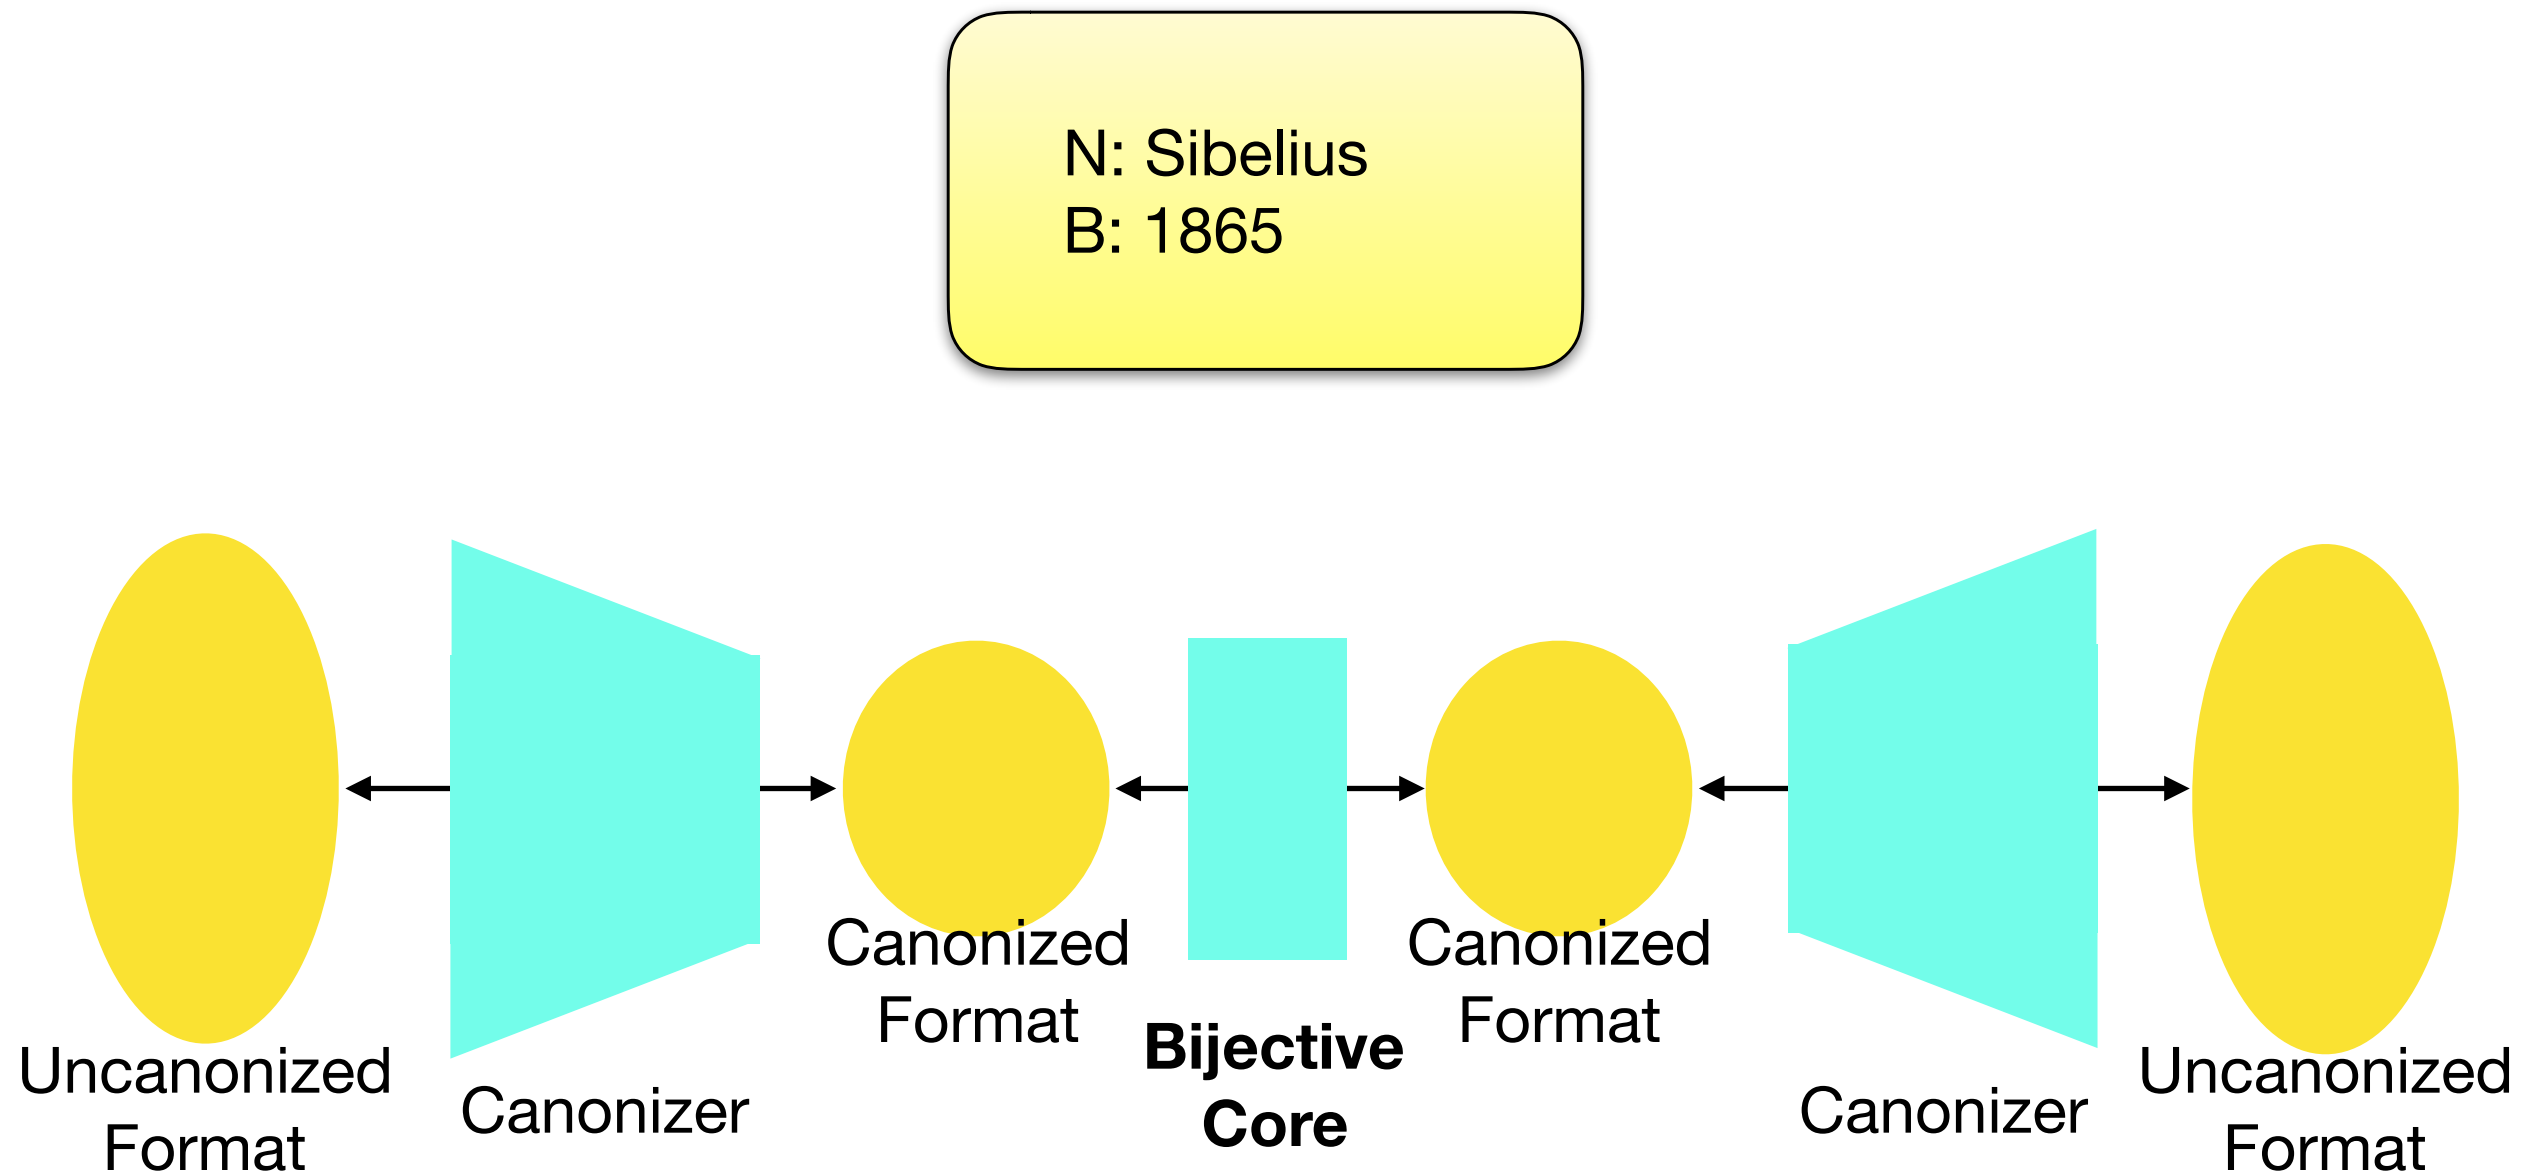 N: Sibelius
B: 1865
Uncanonized
Format
Canonizer
Canonized
Format
Bijective
Core
Canonized
Format
Canonizer
Uncanonized
Format